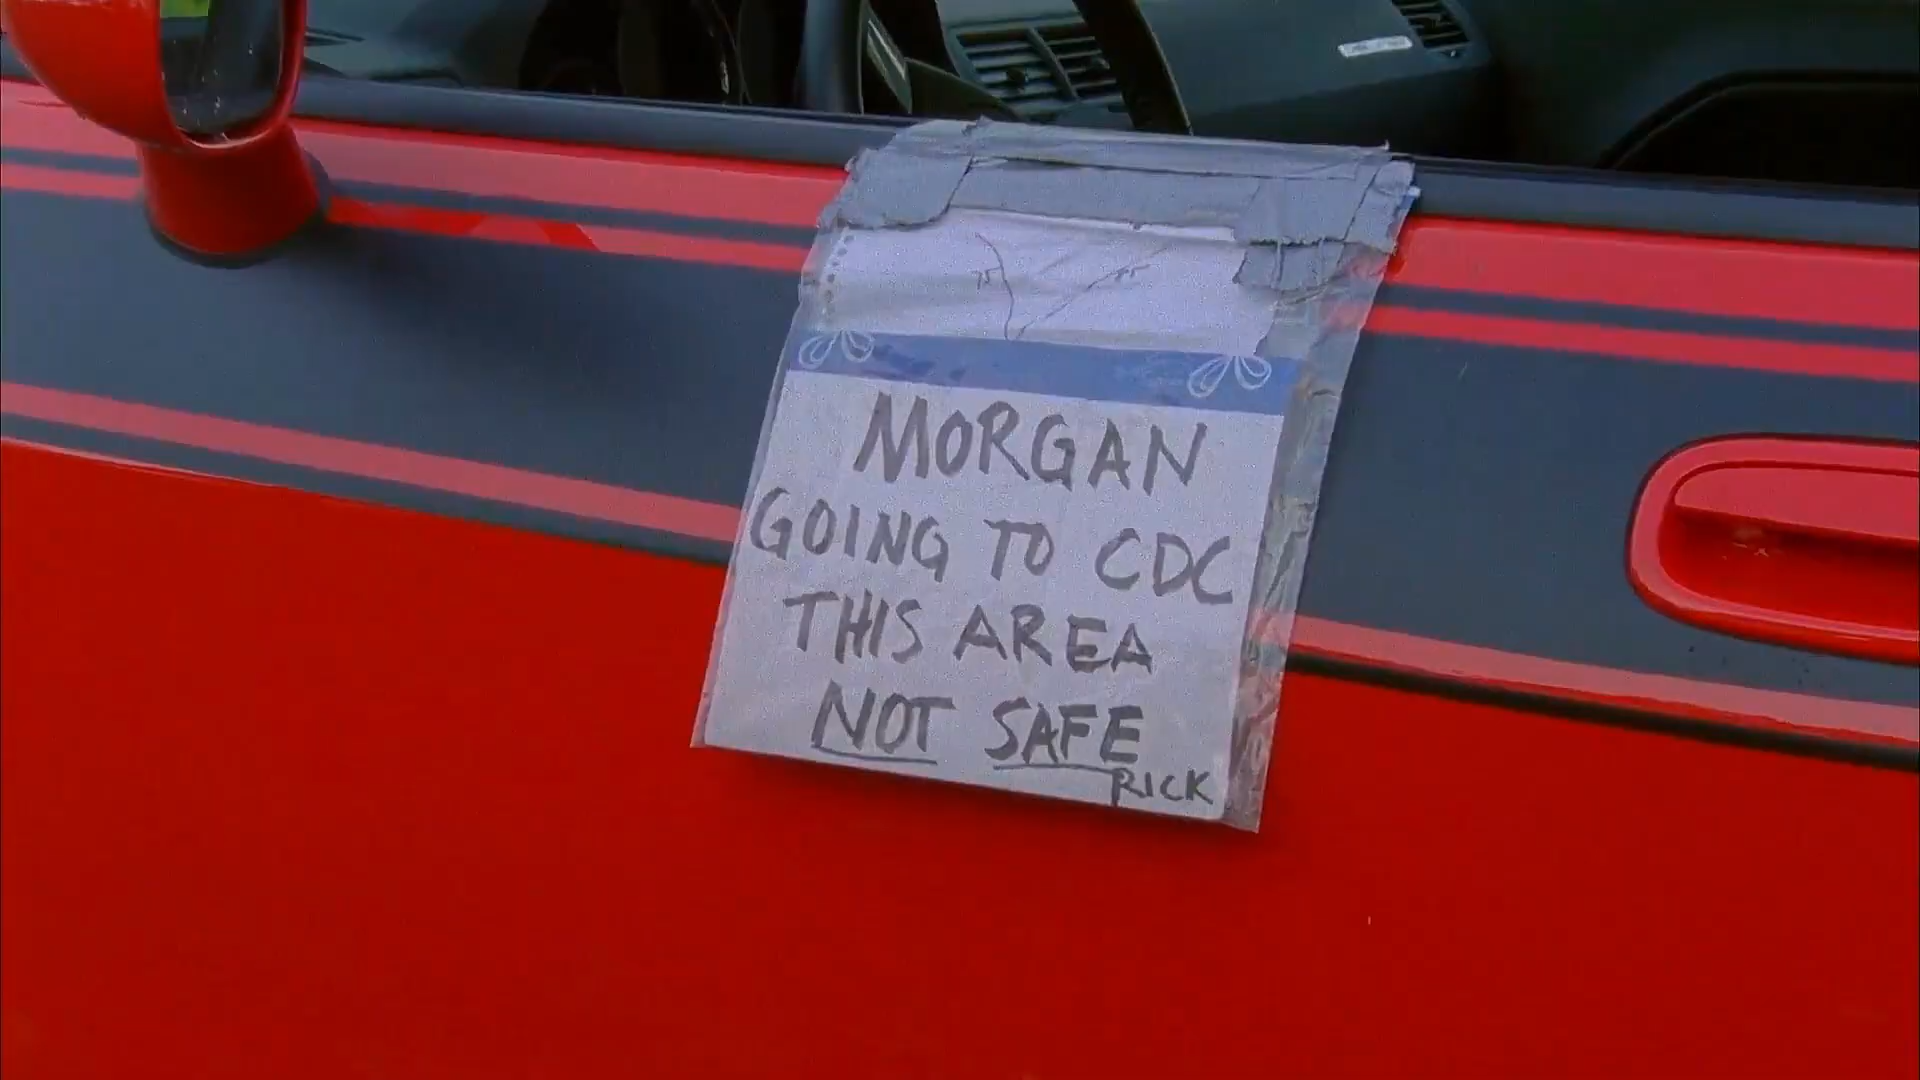 MORGAN
GOING TO CDC
THIS AREA
NOT SAFE
RICK